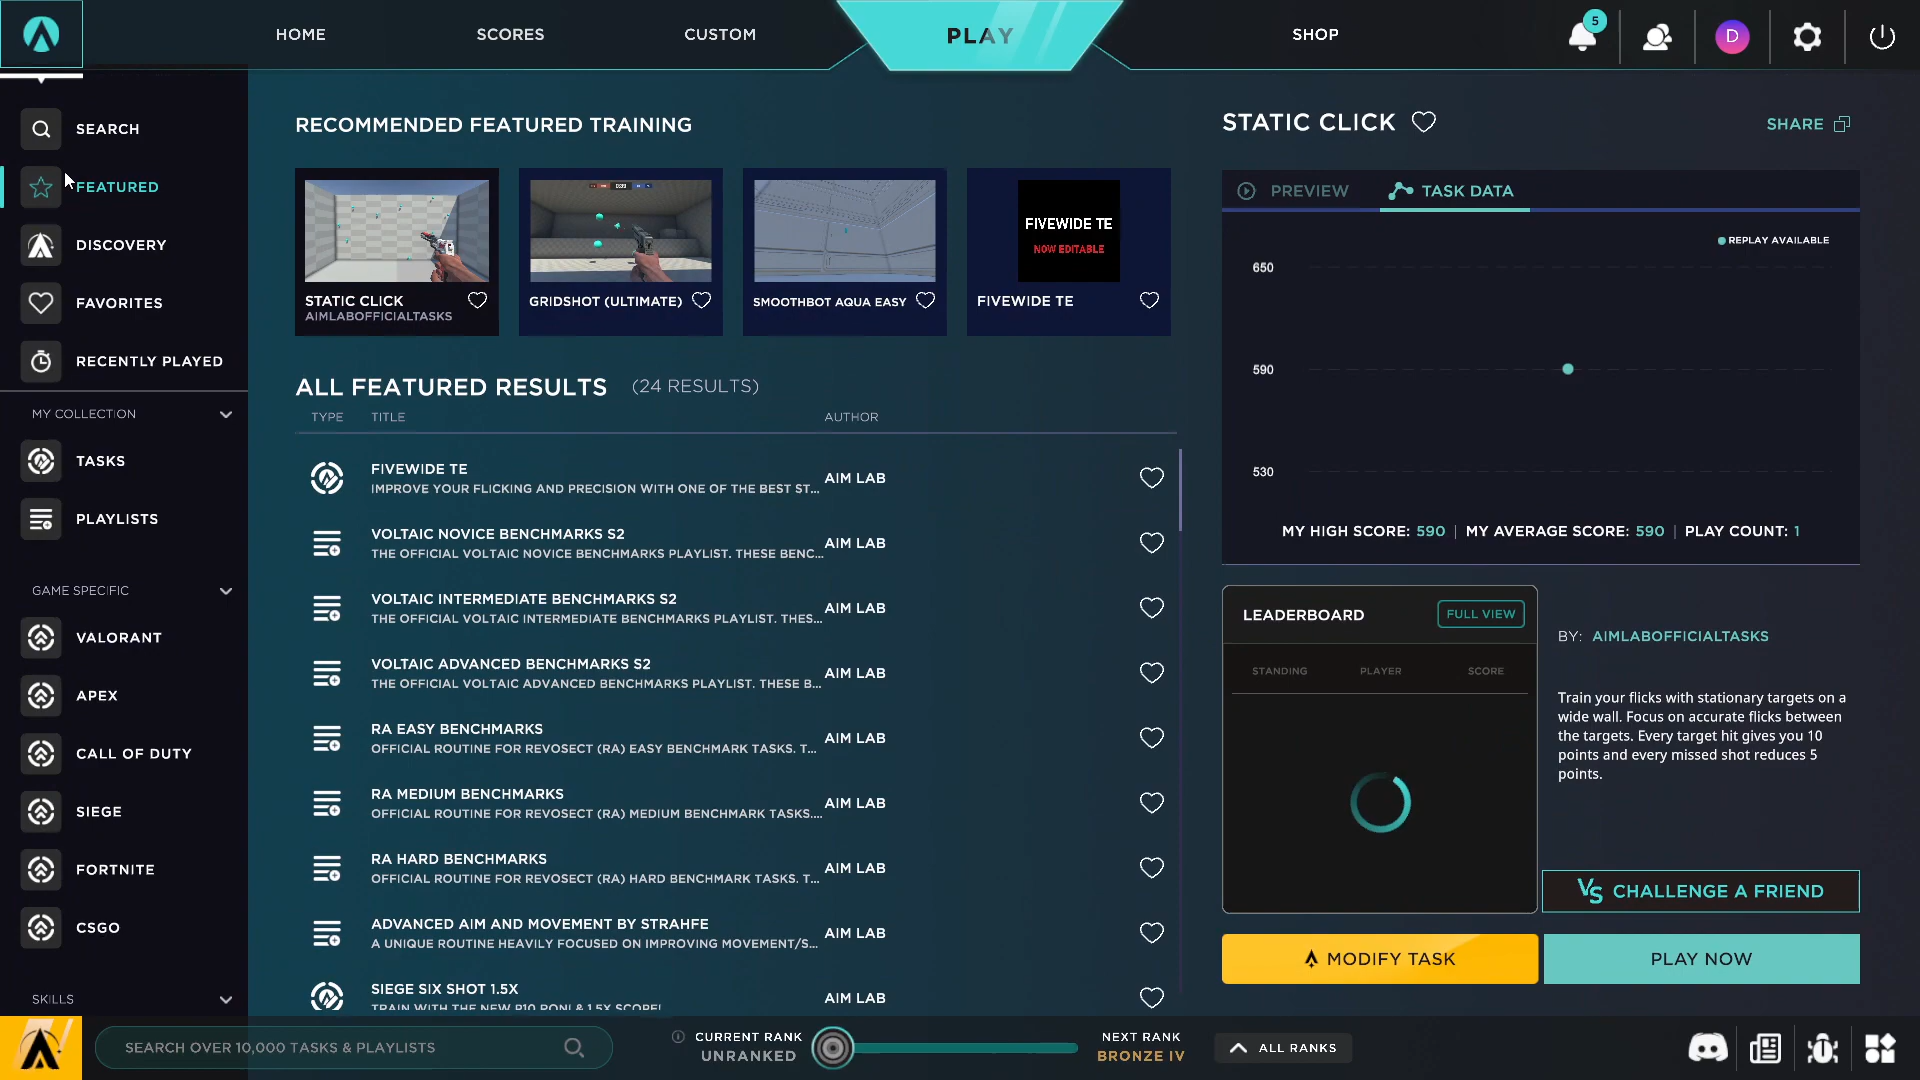 HOME
SCORES
CUSTOM
PLAY
SHOP
5
D
SEARCH
FEATURED
DISCOVERY
FAVORITES
RECENTLY PLAYED
MY COLLECTION
TASKS
PLAYLISTS
GAME SPECIFIC
VALORANT
APEX
CALL OF DUTY
SIEGE
FORTNITE
CSGO
SKILLS
RECOMMENDED FEATURED TRAINING
STATIC CLICK
AIMLABOFFICIALTASKS
GRIDSHOT (ULTIMATE)
SMOOTHBOT AQUA EASY
FIVEWIDE TE
NOW EDITABLE
FIVEWIDE TE
ALL FEATURED RESULTS (24 RESULTS)
TYPE TITLE AUTHOR
FIVEWIDE TE
IMPROVE YOUR FLICKING AND PRECISION WITH ONE OF THE BEST ST...
AIM LAB
VOLTAIC NOVICE BENCHMARKS S2
THE OFFICIAL VOLTAIC NOVICE BENCHMARKS PLAYLIST. THESE BENC...
AIM LAB
VOLTAIC INTERMEDIATE BENCHMARKS S2
THE OFFICIAL VOLTAIC INTERMEDIATE BENCHMARKS PLAYLIST. THES...
AIM LAB
VOLTAIC ADVANCED BENCHMARKS S2
THE OFFICIAL VOLTAIC ADVANCED BENCHMARKS PLAYLIST. THESE B...
AIM LAB
RA EASY BENCHMARKS
OFFICIAL ROUTINE FOR REVOSECT (RA) EASY BENCHMARK TASKS. T...
AIM LAB
RA MEDIUM BENCHMARKS
OFFICIAL ROUTINE FOR REVOSECT (RA) MEDIUM BENCHMARK TASKS....
AIM LAB
RA HARD BENCHMARKS
OFFICIAL ROUTINE FOR REVOSECT (RA) HARD BENCHMARK TASKS. T...
AIM LAB
ADVANCED AIM AND MOVEMENT BY STRAHFE
A UNIQUE ROUTINE HEAVILY FOCUSED ON IMPROVING MOVEMENT/S...
AIM LAB
SIEGE SIX SHOT 1.5X
TRAIN WITH THE NEW P10 RONI & 1.5X SCOPE!
AIM LAB
STATIC CLICK
SHARE
PREVIEW
TASK DATA
REPLAY AVAILABLE
650
590
530
MY HIGH SCORE: 590 | MY AVERAGE SCORE: 590 | PLAY COUNT: 1
LEADERBOARD
FULL VIEW
STANDING PLAYER SCORE
BY: AIMLABOFFICIALTASKS
Train your flicks with stationary targets on a
wide wall. Focus on accurate flicks between
the targets. Every target hit gives you 10
points and every missed shot reduces 5
points.
VS CHALLENGE A FRIEND
MODIFY TASK
PLAY NOW
SEARCH OVER 10,000 TASKS & PLAYLISTS
CURRENT RANK
UNRANKED
NEXT RANK
BRONZE IV
ALL RANKS